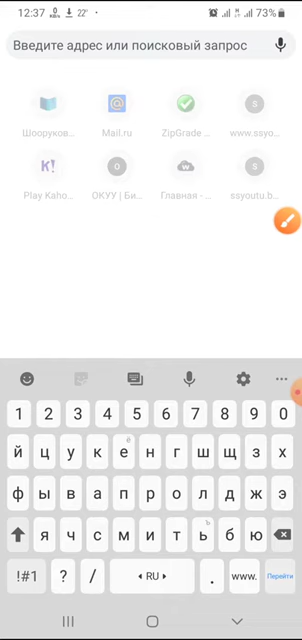 12:37 22° 73%
Введите адрес или поисковый запрос
Шооруков... Mail.ru ZipGrade ... www.ssyo...
Play Kaho... ОКУУ | Би... Главная - ... ssyoutu.b...
K! O S S
1 2 3 4 5 6 7 8 9 0
й ц у к е ё н г ш щ з х
ф ы в а п р о л д ж э
я ч с м и т ь ъ б ю
!#1 ? / RU . www. Перейти